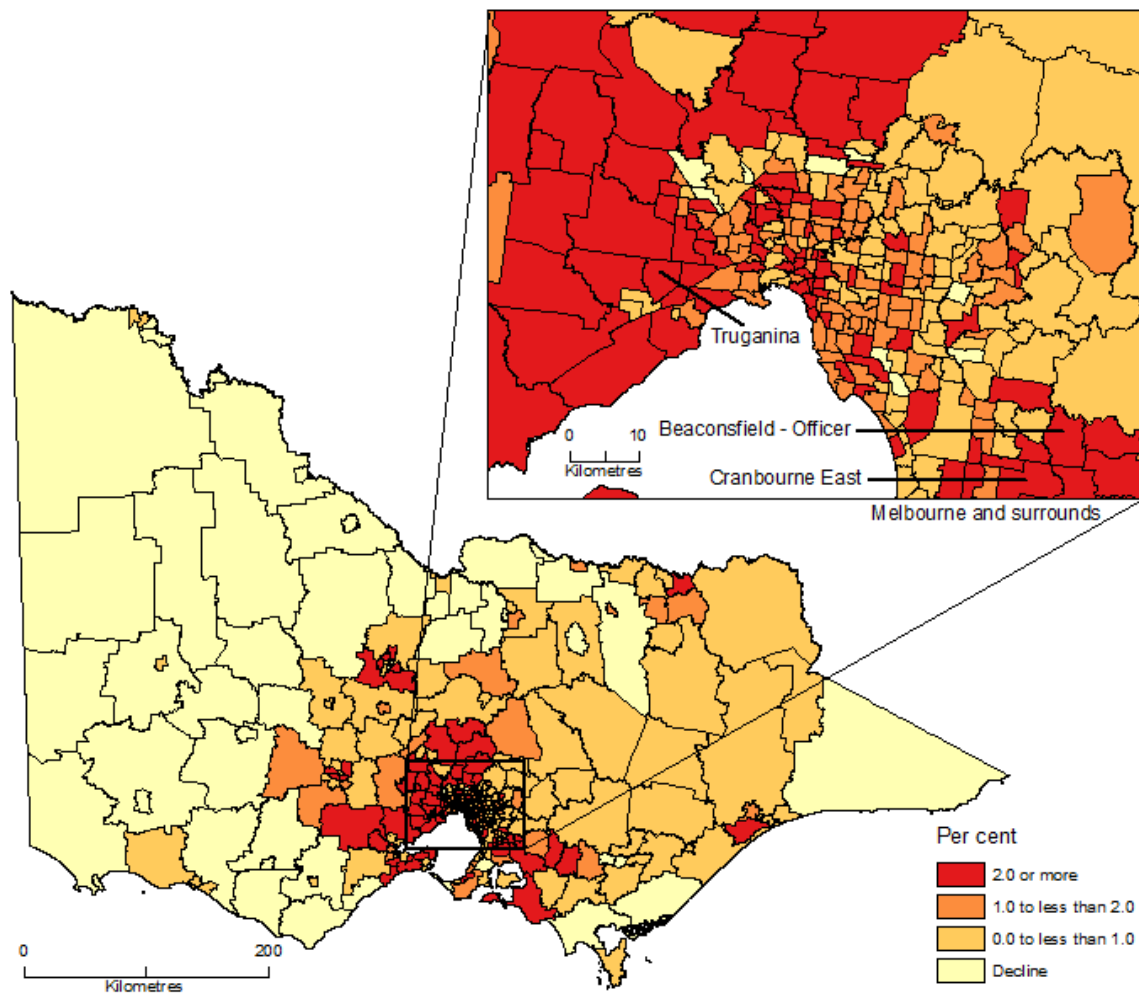 Truganina
Beaconsfield - Officer
0 10
Kilometres
Cranbourne East
Melbourne and surrounds
Per cent
2.0 or more
1.0 to less than 2.0
0.0 to less than 1.0
Decline
0 200
Kilometres